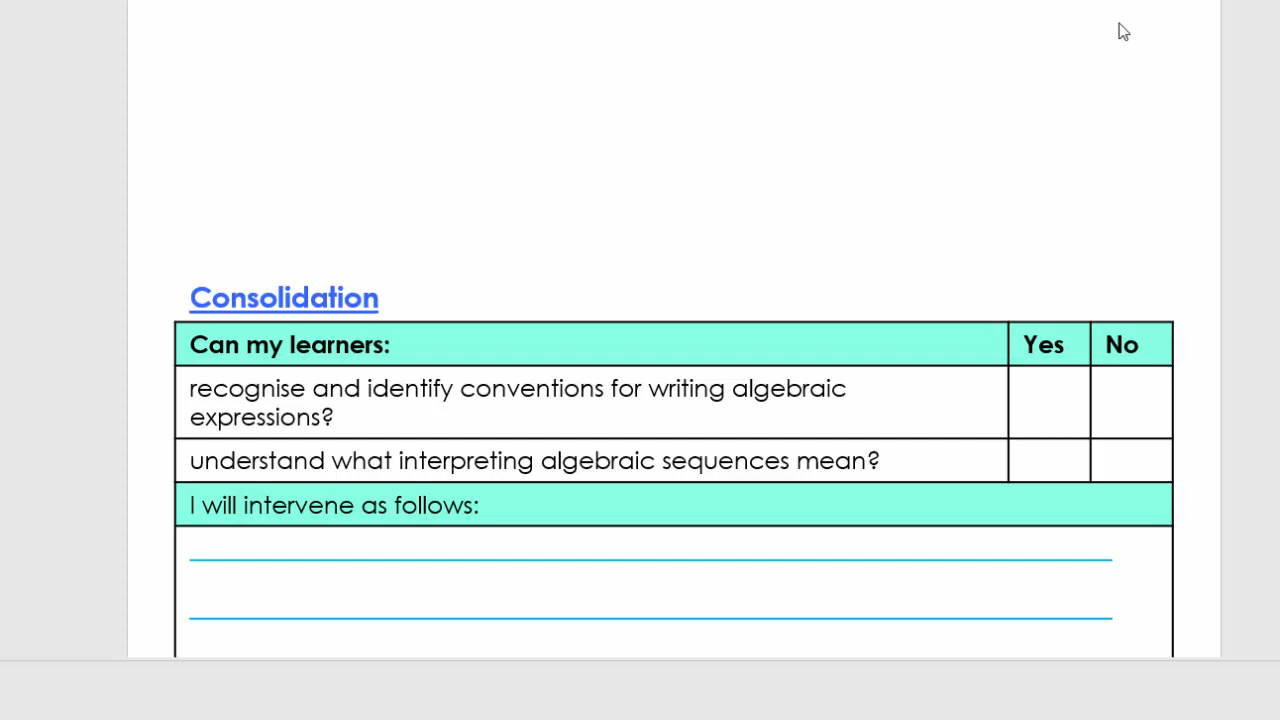 Consolidation
Can my learners: Yes No
recognise and identify conventions for writing algebraic
expressions?
understand what interpreting algebraic sequences mean?
I will intervene as follows: